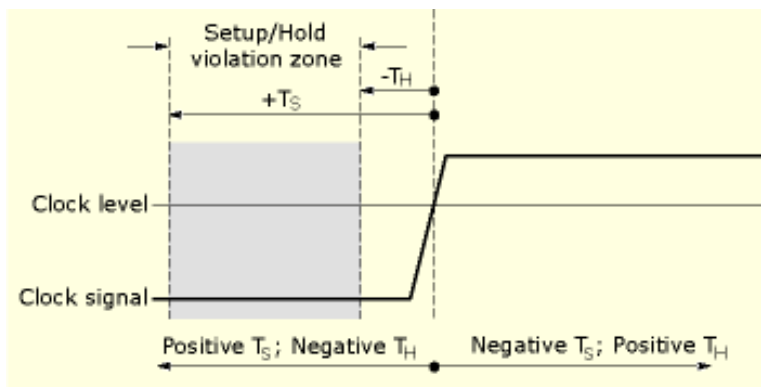 Setup/Hold
violation zone
-TH
+TS
Clock level
Clock signal
Positive TS; Negative TH
Negative TS; Positive TH